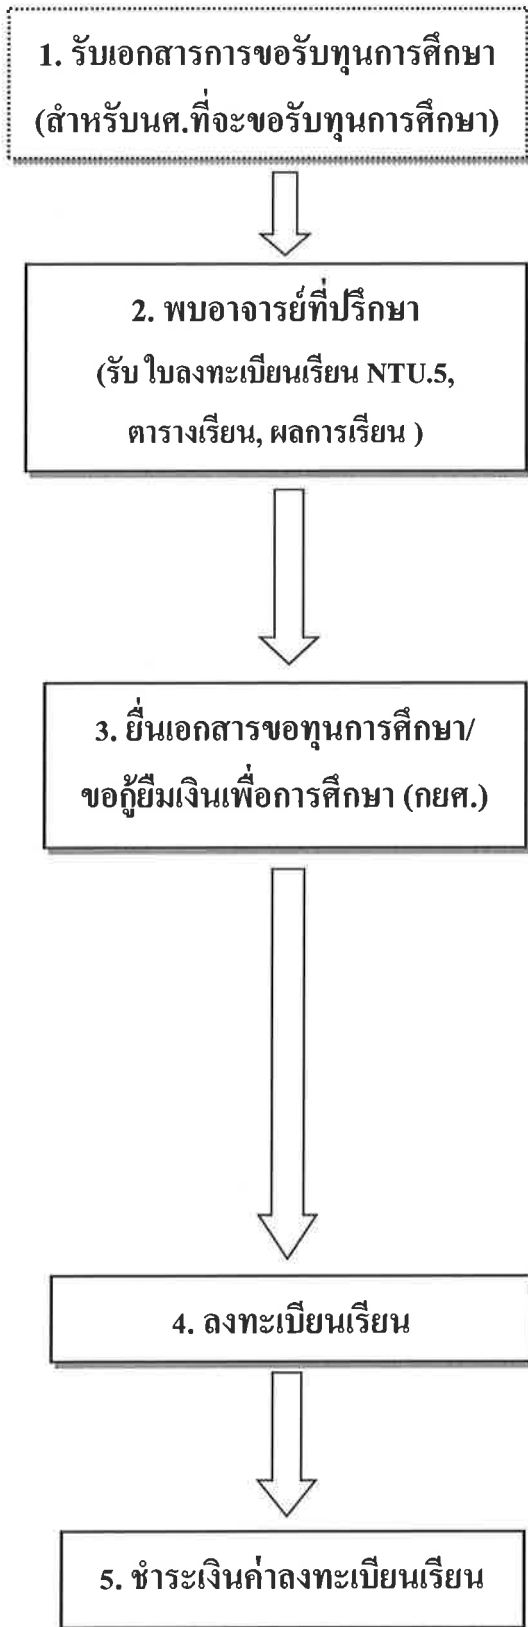 1. รับเอกสารการขอรับทุนการศึกษา
(สำหรับนศ.ที่จะขอรับทุนการศึกษา)
2. พบอาจารย์ที่ปรึกษา
(รับ ใบลงทะเบียนเรียน NTU.5,
ตารางเรียน, ผลการเรียน )
3. ยื่นเอกสารขอทุนการศึกษา/
ขอกู้ยืมเงินเพื่อการศึกษา (กยศ.)
4. ลงทะเบียนเรียน
5. ชำระเงินค่าลงทะเบียนเรียน